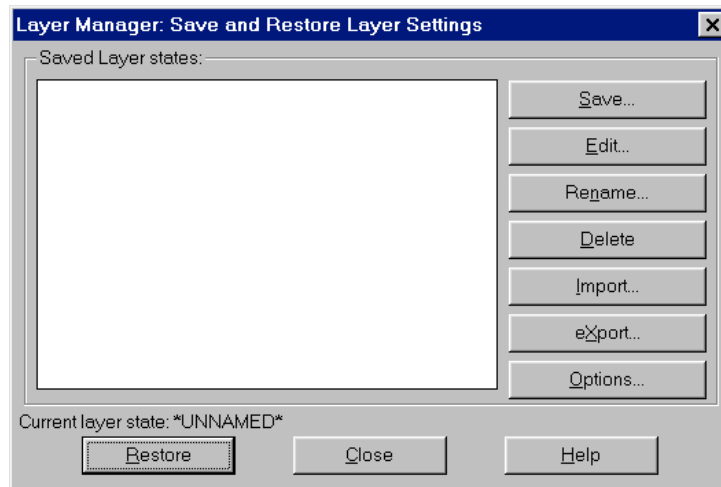 Layer Manager: Save and Restore Layer Settings
Saved Layer states:
Save...
Edit...
Rename...
Delete
Import...
eXport...
Options...
Current layer state: *UNNAMED*
Restore
Close
Help